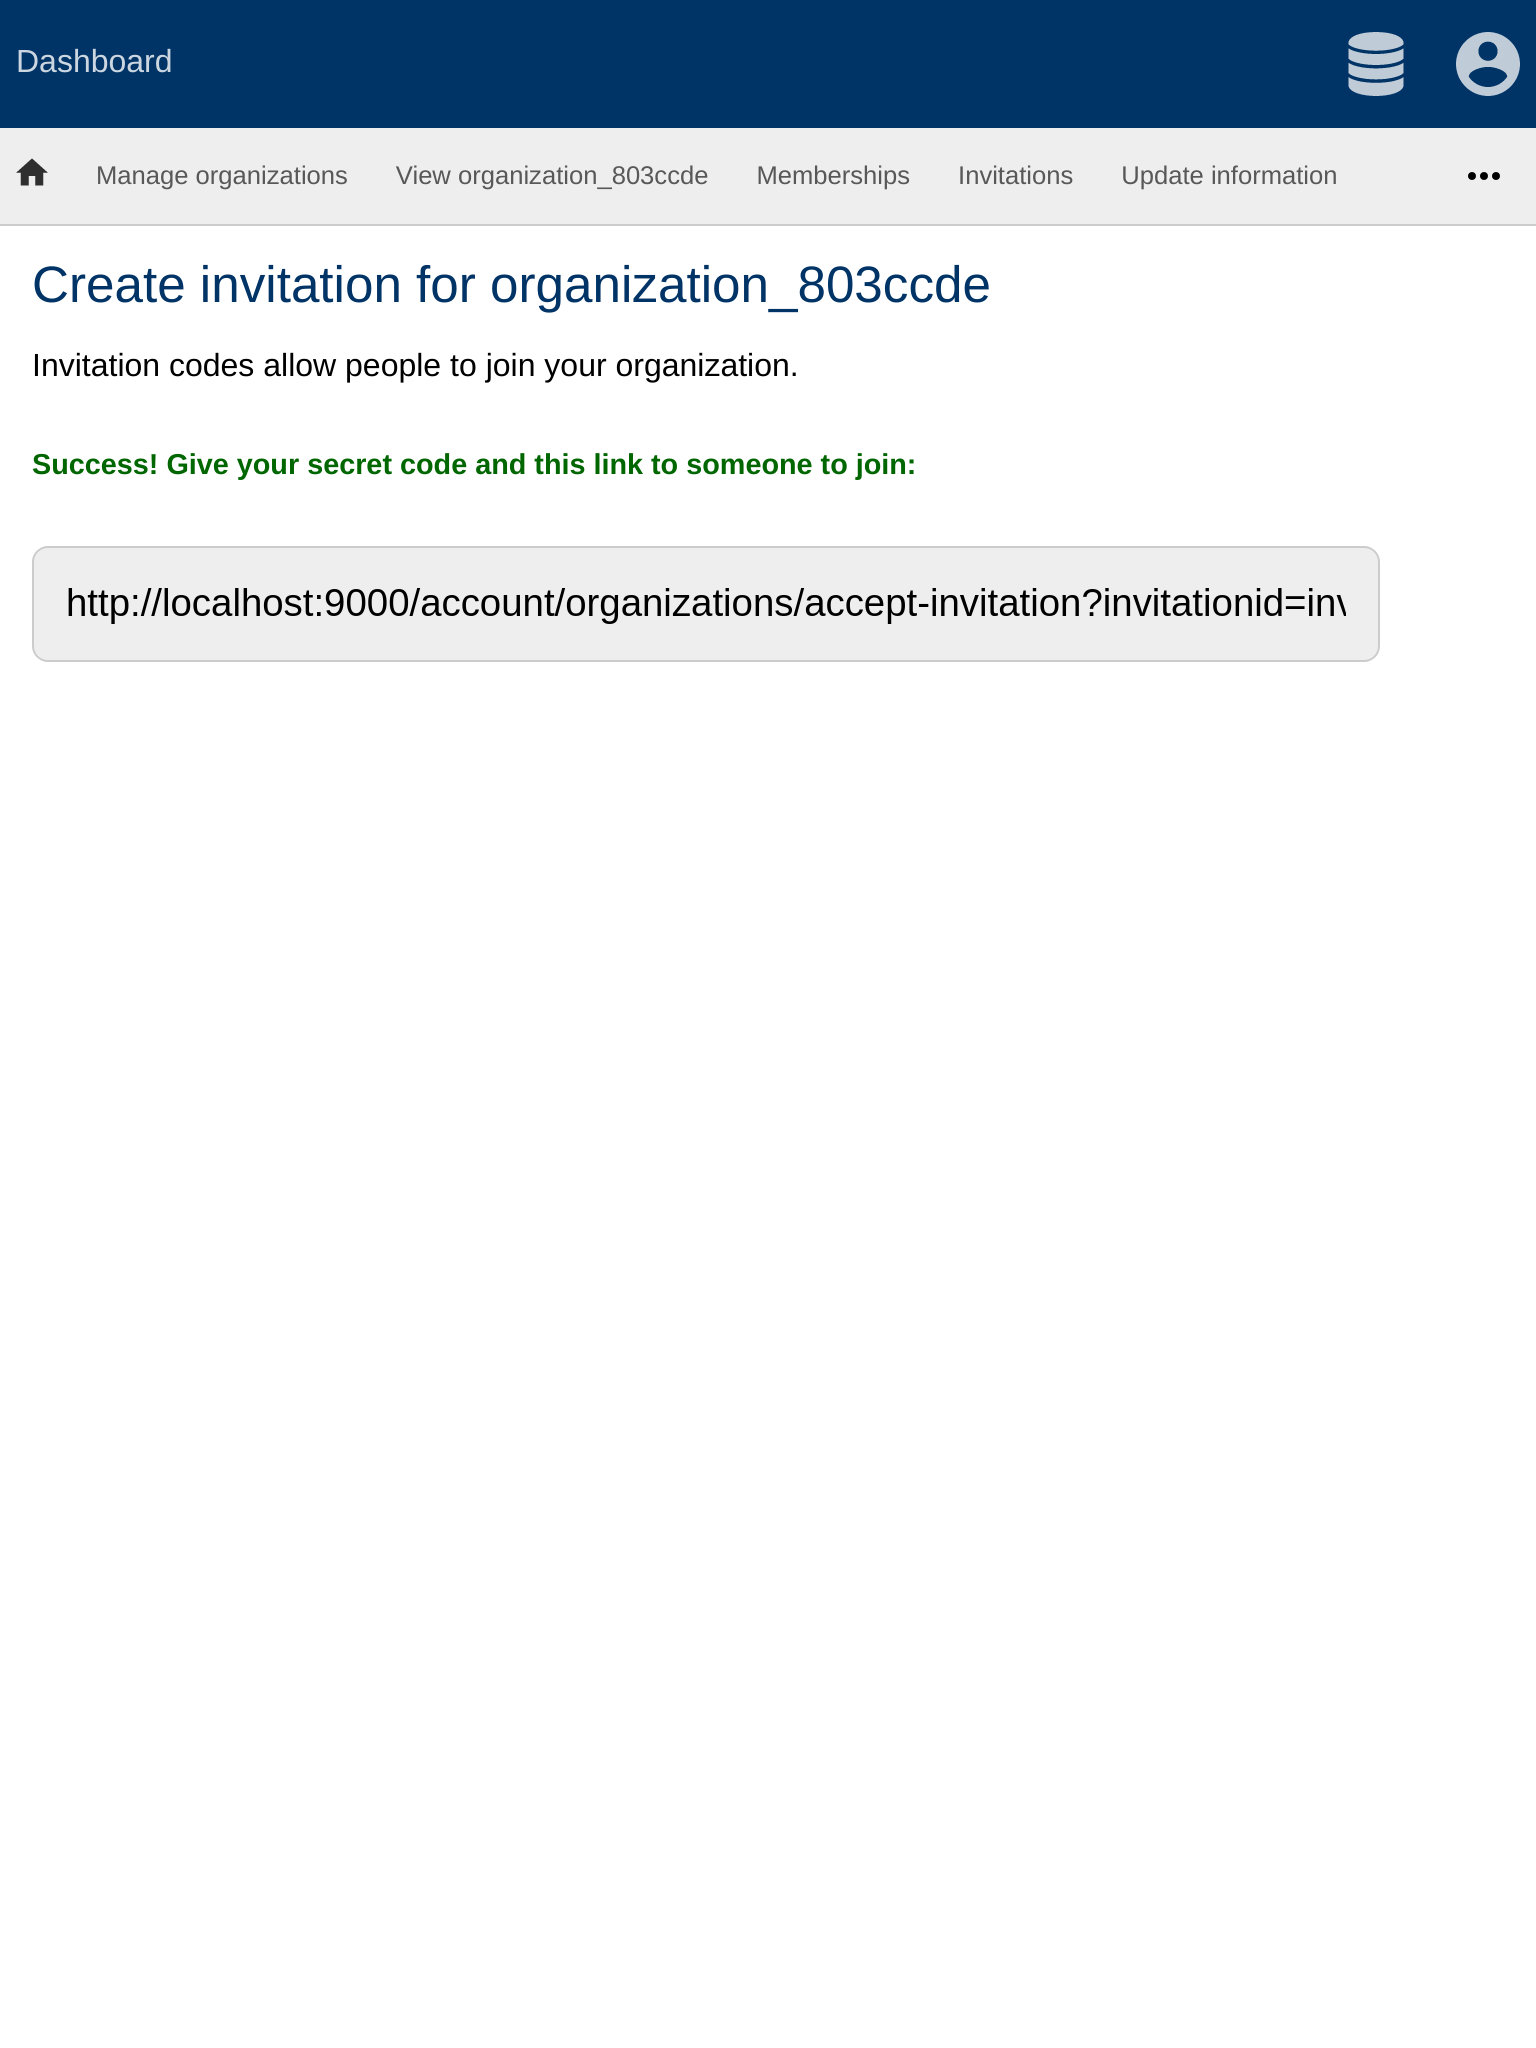 Dashboard
Manage organizations View organization_803ccde Memberships Invitations Update information
Create invitation for organization_803ccde
Invitation codes allow people to join your organization.
Success! Give your secret code and this link to someone to join:
http://localhost:9000/account/organizations/accept-invitation?invitationid=inv